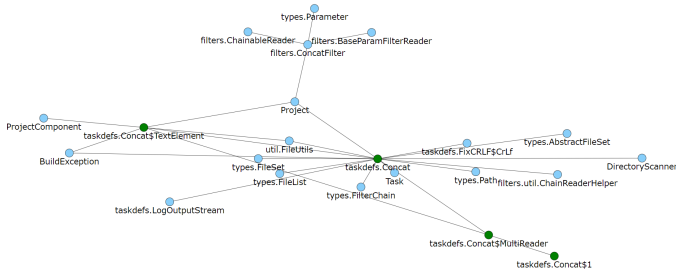 types.Parameter
filters.ChainableReader
filters.BaseParamFilterReader
filters.ConcatFilter
Project
ProjectComponent
taskdefs.Concat$TextElement
types.AbstractFileSet
util.FileUtils
taskdefs.FixCRLF$CrLf
BuildException
types.FileSet
taskdefs.Concat
DirectoryScanner
types.FileList
Task
types.Path
filters.util.ChainReaderHelper
types.FilterChain
taskdefs.LogOutputStream
taskdefs.Concat$MultiReader
taskdefs.Concat$1